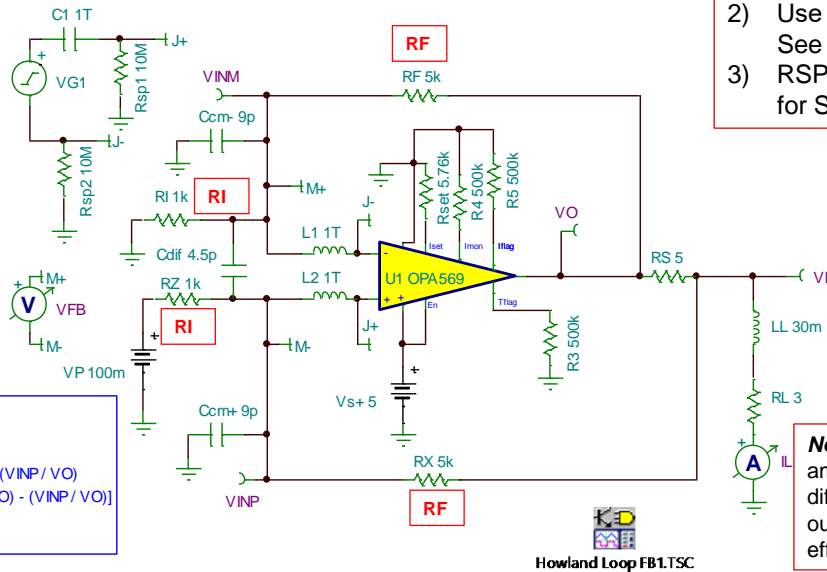 C1 1T
J+
VG1
Rsp1 10M
J-
Rsp2 10M
VINM
RF
RF 5k
2) Use
See
3) RSP
for S
Ccm- 9p
M+
RI 1k
RI
J-
L1 1T
Rset 5.76k
R4 500k
R5 500k
Iset
Imon
Iflag
VO
RS 5
Cdif 4.5p
U1 OPA569
Tflag
En
M+
V
VFB
M-
RZ 1k
RI
L2 1T
J+
M-
VP 100m
Vs+ 5
R3 500k
LL 30m
RL 3
A
IL
Ccm+ 9p
VINP
RX 5k
RF
(VINP / VO)
O) - (VINP / VO)]
an
dif
ou
eff
Howland Loop FB1.TSC